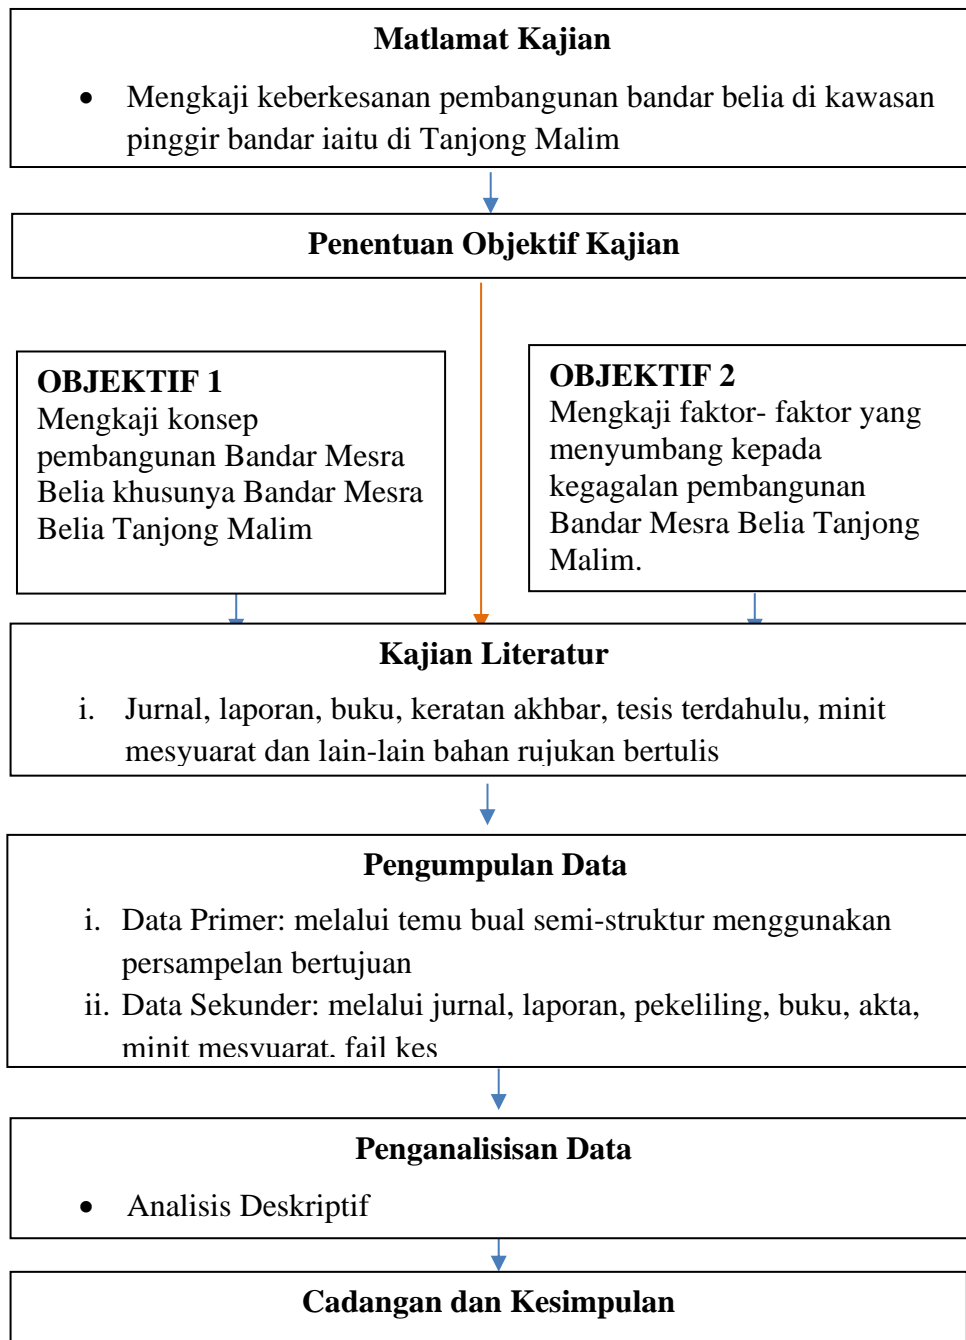 Matlamat Kajian
• Mengkaji keberkesanan pembangunan bandar belia di kawasan
pinggir bandar iaitu di Tanjong Malim
Penentuan Objektif Kajian
OBJEKTIF 1
Mengkaji konsep
pembangunan Bandar Mesra
Belia khusunya Bandar Mesra
Belia Tanjong Malim
OBJEKTIF 2
Mengkaji faktor- faktor yang
menyumbang kepada
kegagalan pembangunan
Bandar Mesra Belia Tanjong
Malim.
Kajian Literatur
i. Jurnal, laporan, buku, keratan akhbar, tesis terdahulu, minit
mesyuarat dan lain-lain bahan rujukan bertulis
Pengumpulan Data
i. Data Primer: melalui temu bual semi-struktur menggunakan
persampelan bertujuan
ii. Data Sekunder: melalui jurnal, laporan, pekeliling, buku, akta,
minit mesyuarat, fail kes
Penganalisisan Data
• Analisis Deskriptif
Cadangan dan Kesimpulan